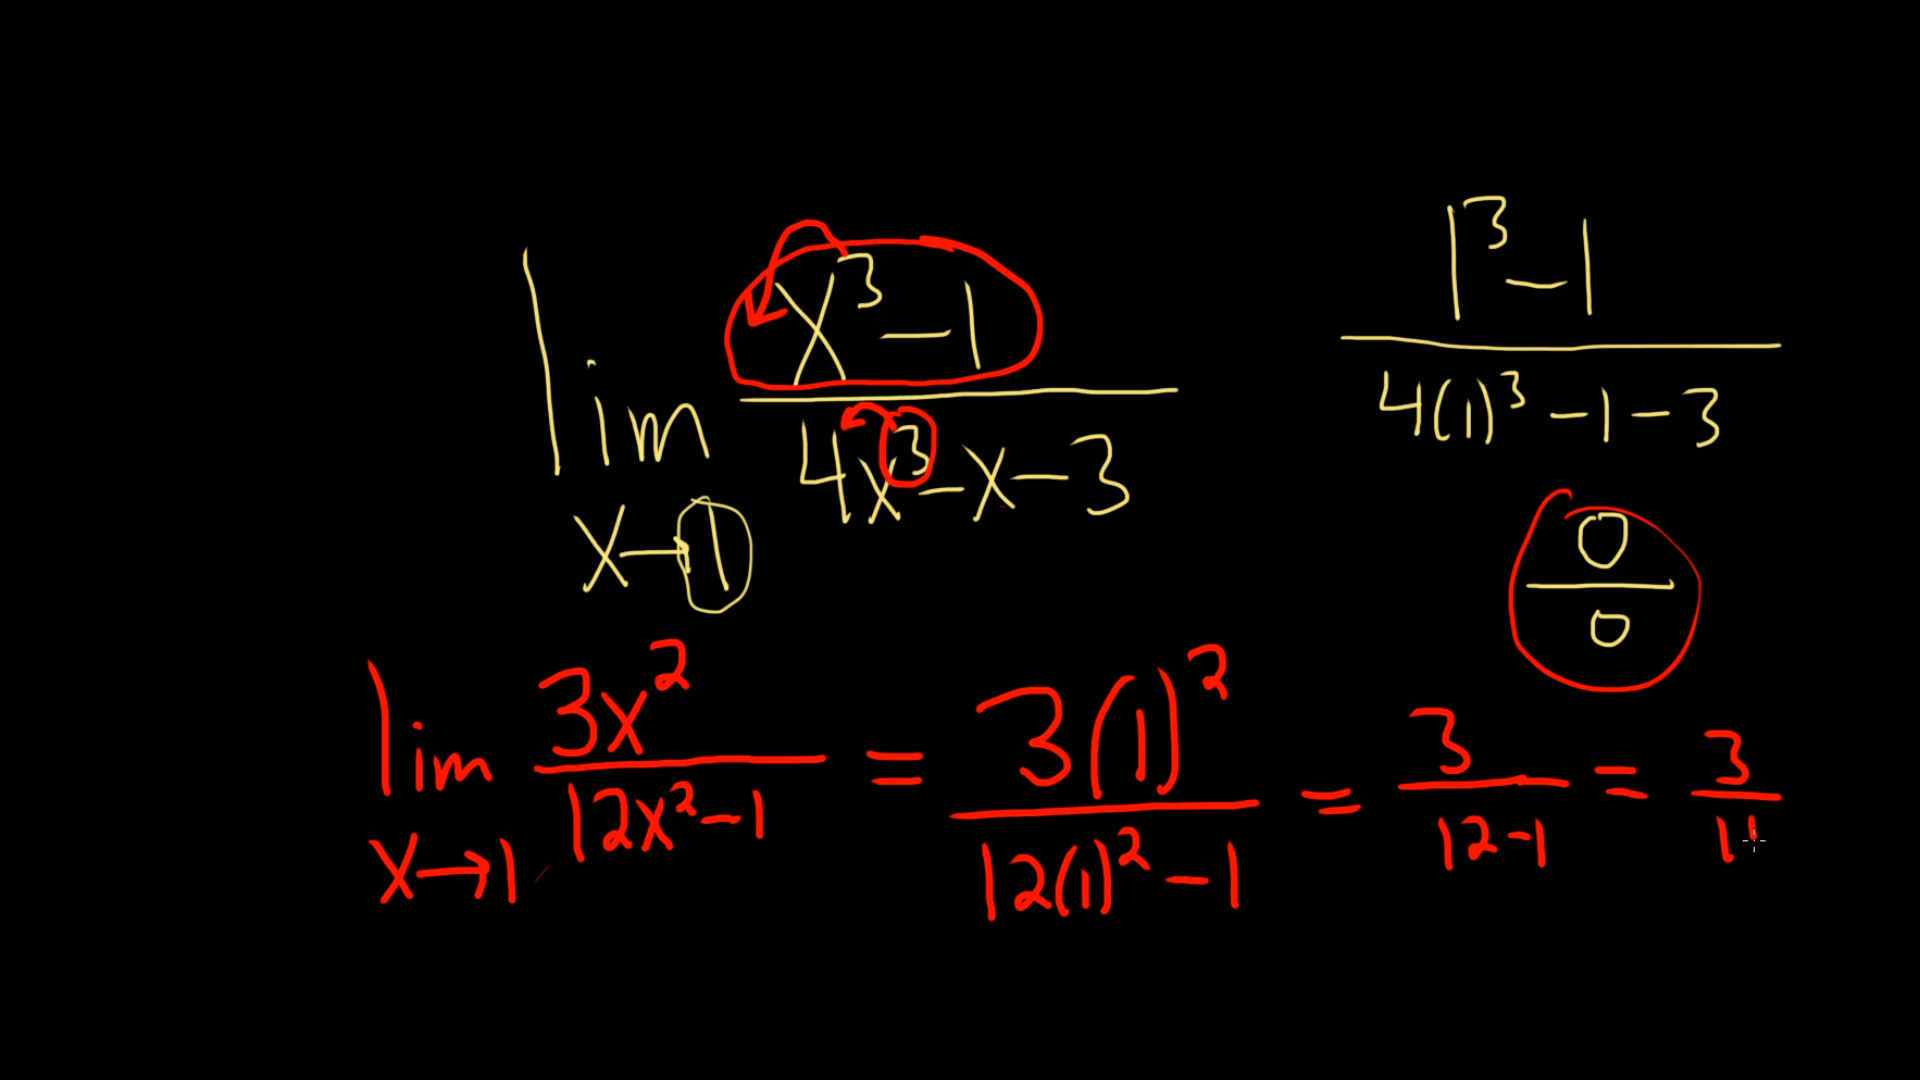 lim x→1 (x³ - 1)/(4x³ - x - 3)
(1³ - 1)/(4(1)³ - 1 - 3)
0/0
lim x→1 3x²/(12x² - 1) = 3(1)²/(12(1)² - 1) = 3/(12 - 1) = 3/11